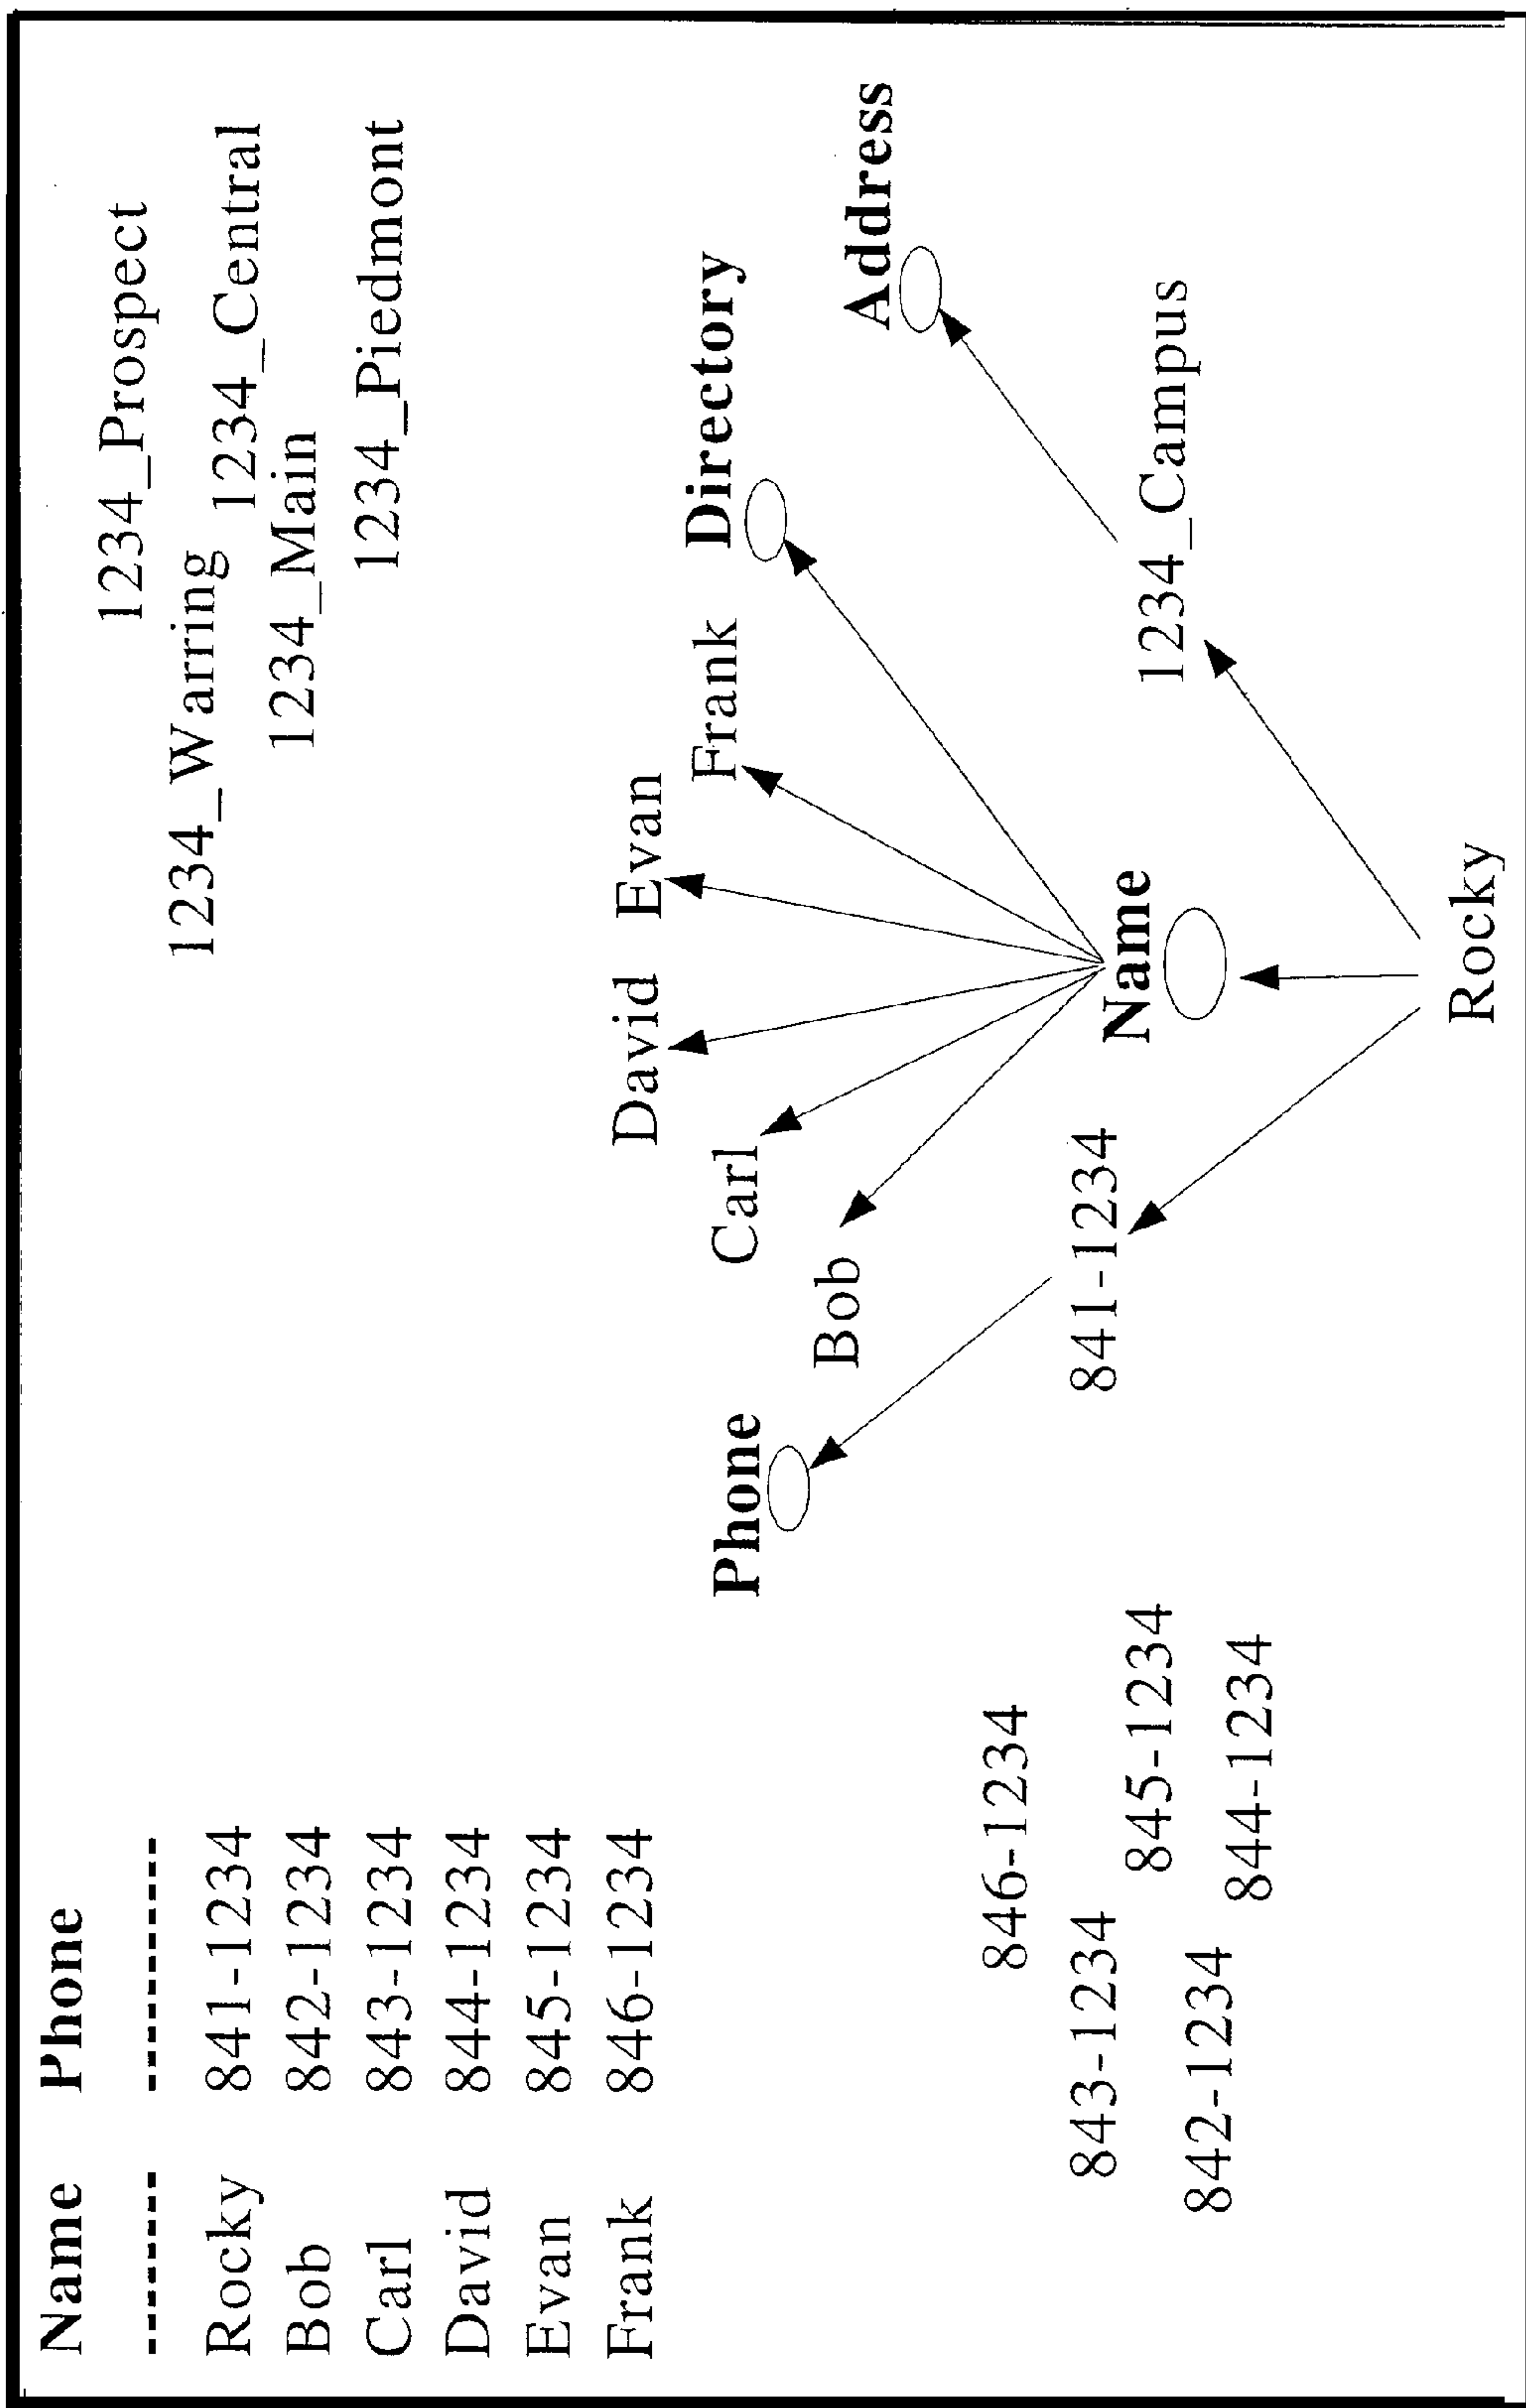 Name Phone
-------- -----------
Rocky 841-1234
Bob 842-1234
Carl 843-1234
David 844-1234
Evan 845-1234
Frank 846-1234
1234_Prospect
1234_Warring 1234_Central
1234_Main
1234_Piedmont
David Evan
Phone Carl Frank Directory
Bob Address
846-1234
843-1234 841-1234 Name
845-1234 1234_Campus
842-1234
844-1234
Rocky